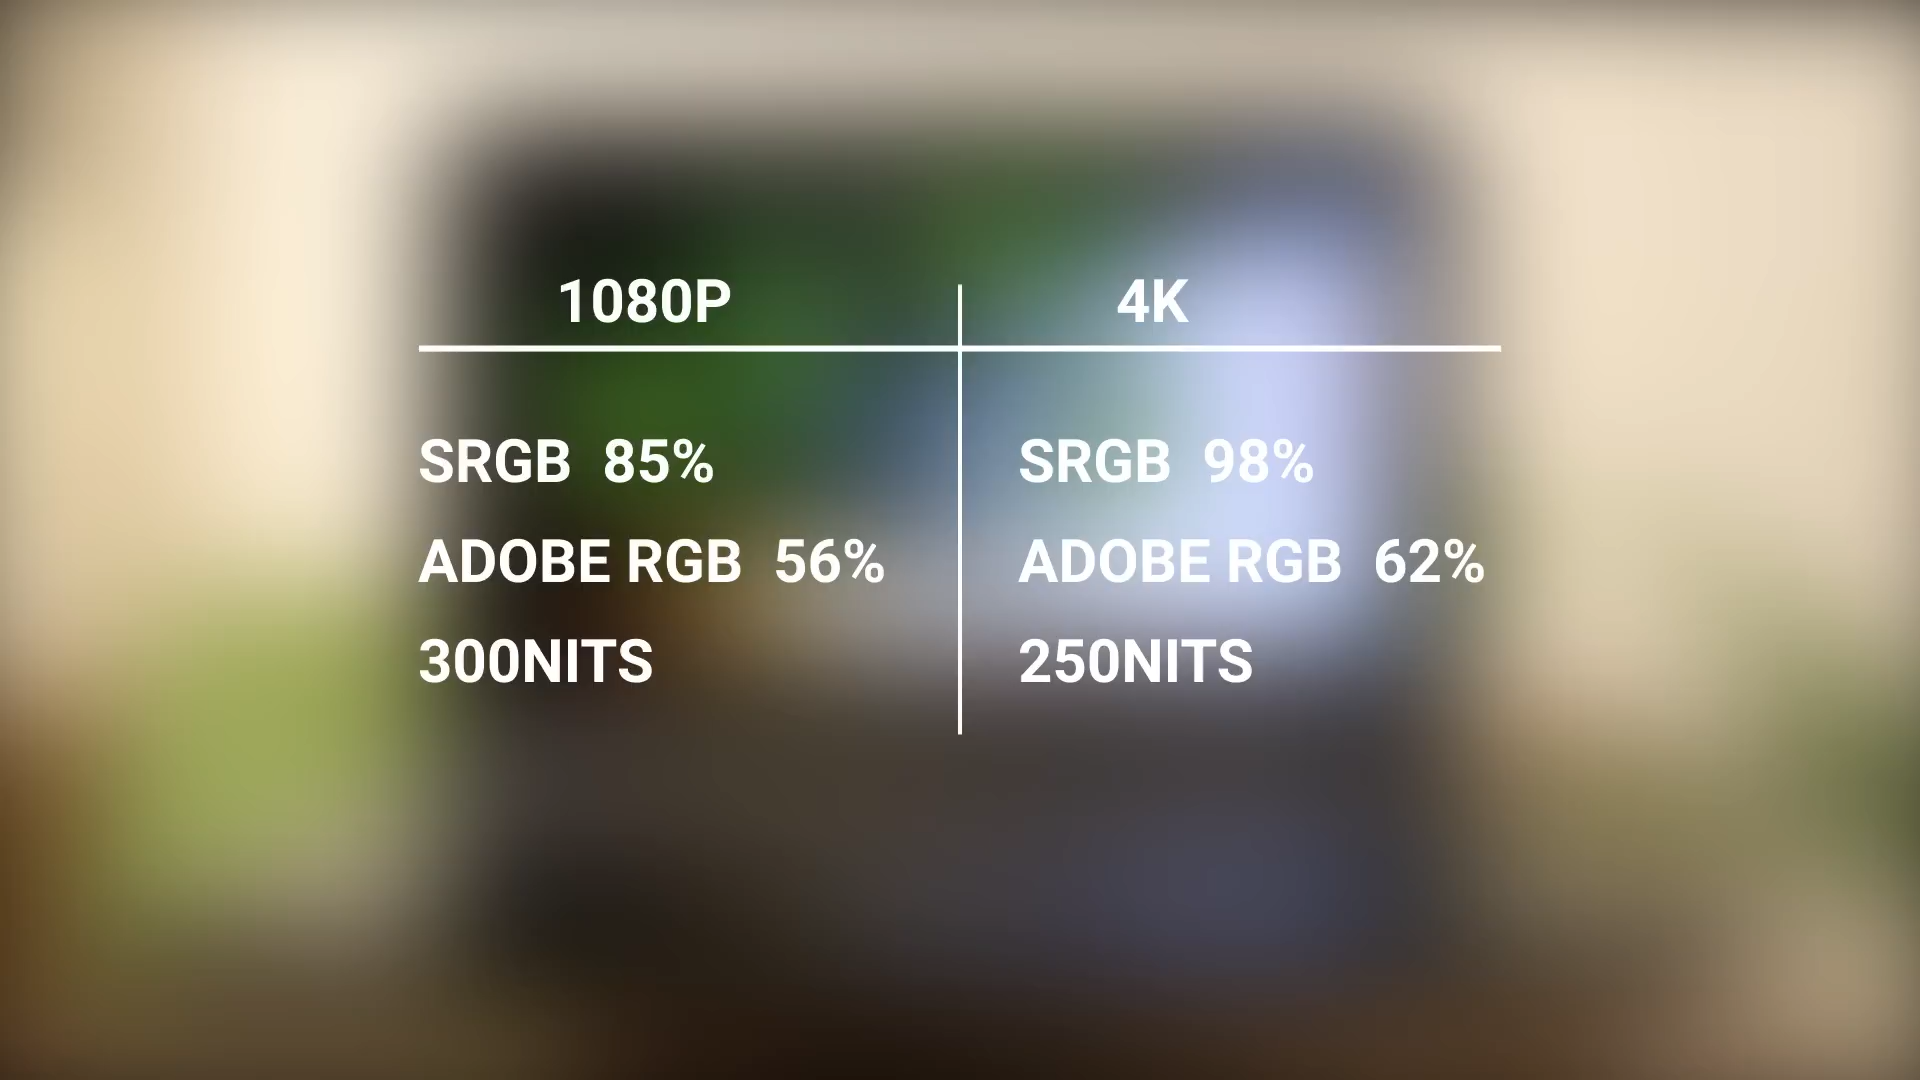 1080P 4K
SRGB 85% SRGB 98%
ADOBE RGB 56% ADOBE RGB 62%
300NITS 250NITS